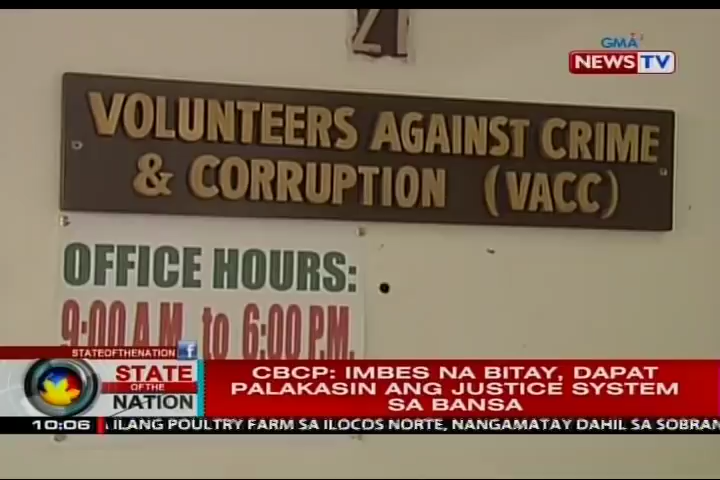 21
GMA
NEWS TV
VOLUNTEERS AGAINST CRIME
& CORRUPTION (VACC)
OFFICE HOURS:
9:00 A.M. to 6:00 P.M.
STATEOFTHENATION f
STATE
OF THE
NATION
CBCP: IMBES NA BITAY, DAPAT
PALAKASIN ANG JUSTICE SYSTEM
SA BANSA
10:06 ILANG POULTRY FARM SA ILOCOS NORTE, NANGAMATAY DAHIL SA SOBRAN